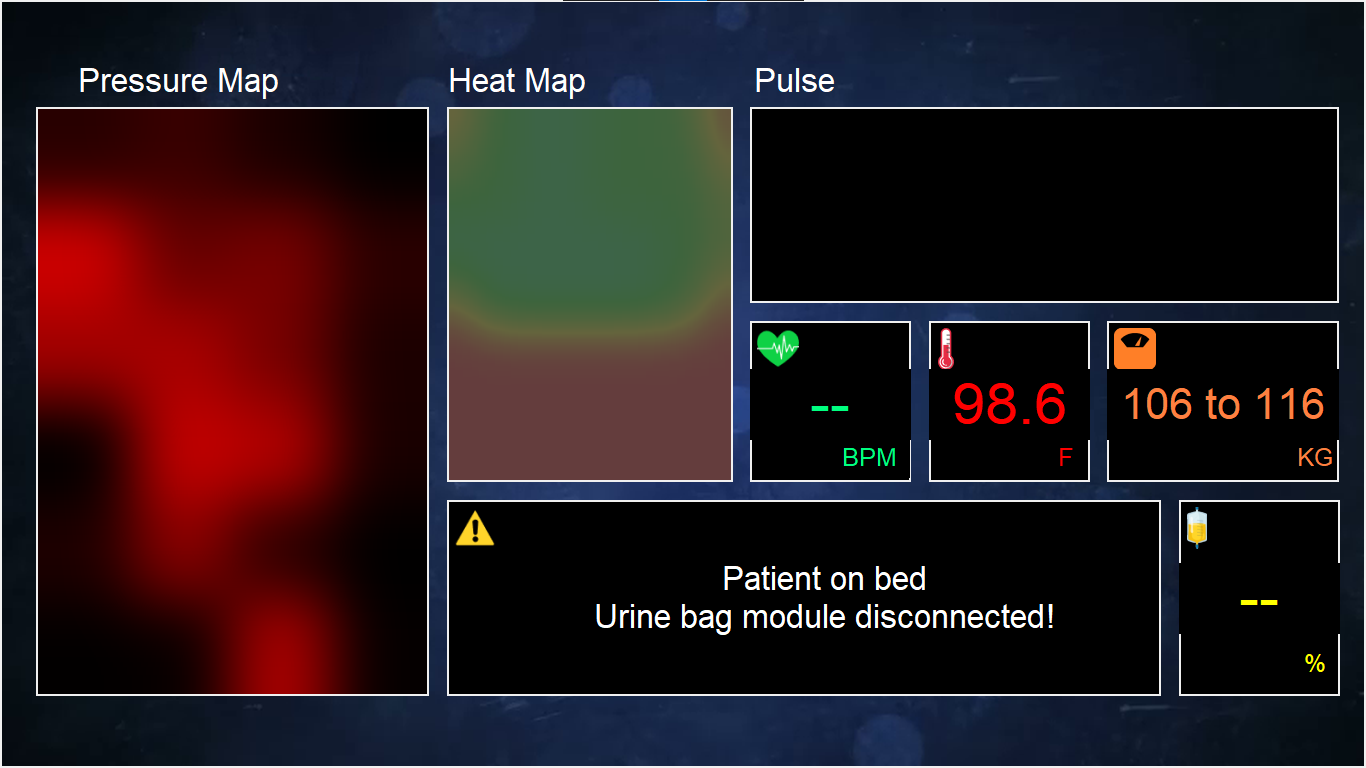 Pressure Map
Heat Map
Pulse
--
BPM
98.6
F
106 to 116
KG
Patient on bed
Urine bag module disconnected!
--
%